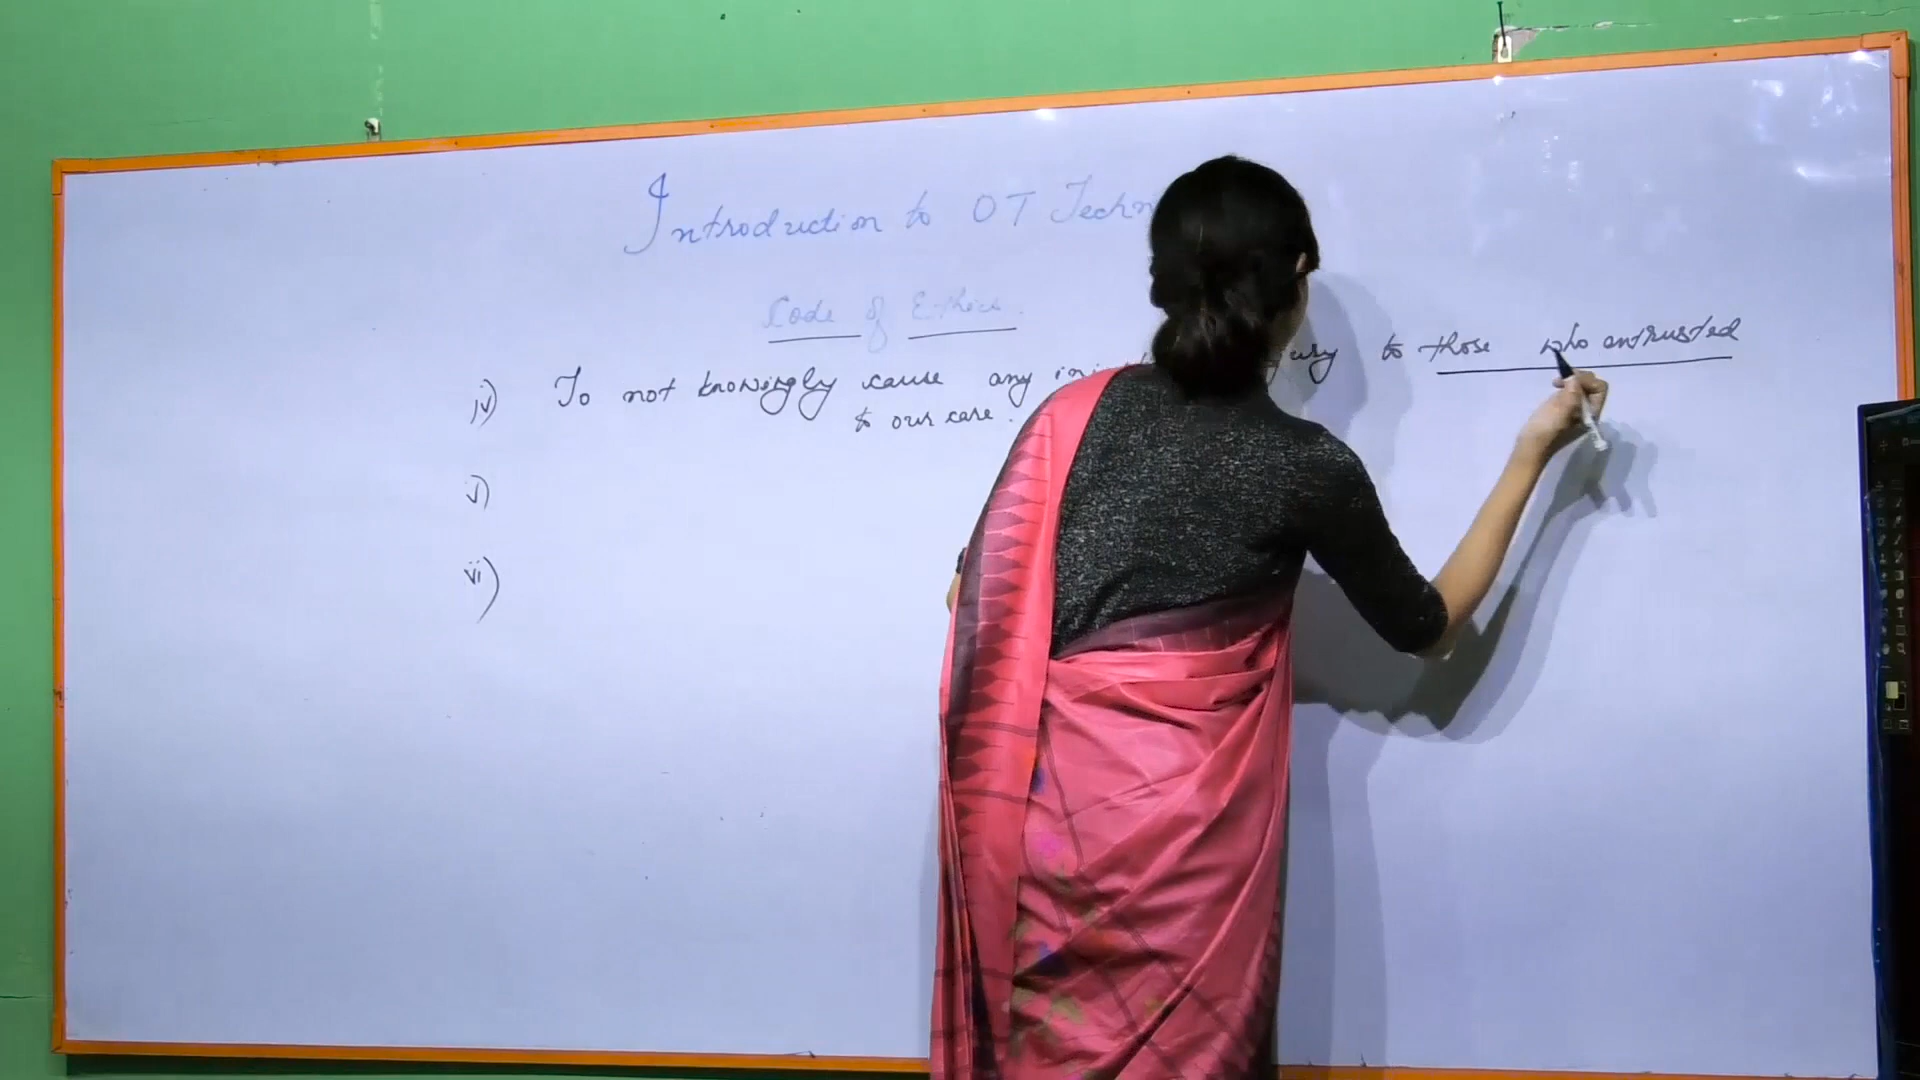 Introduction to OT Techn
Code of Ethics.
iv) To not knowingly cause any to those who entrusted
to our care.
v)
vi)